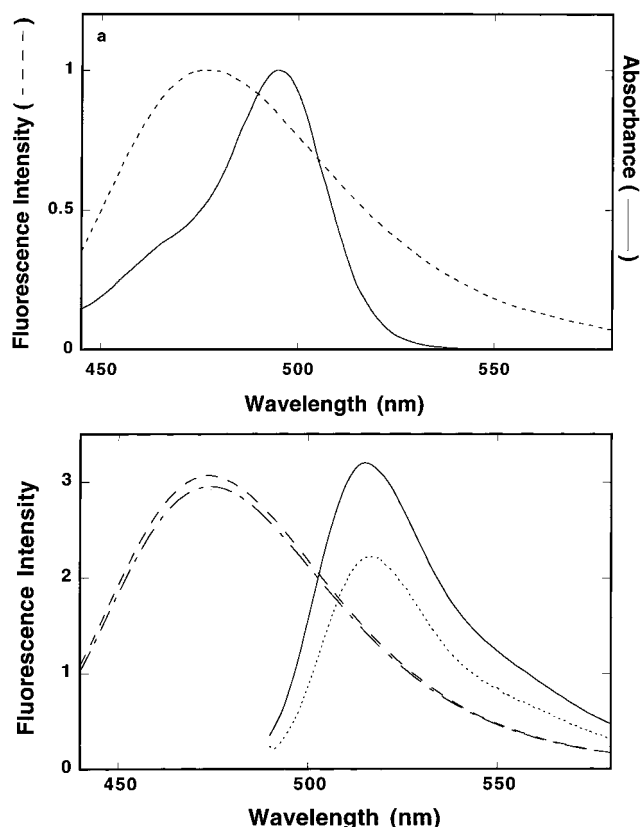 a
Fluorescence Intensity ( - - - )
Absorbance ( —— )
1
0.5
0
450
500
550
Wavelength (nm)
Fluorescence Intensity
3
2
1
0
450
500
550
Wavelength (nm)